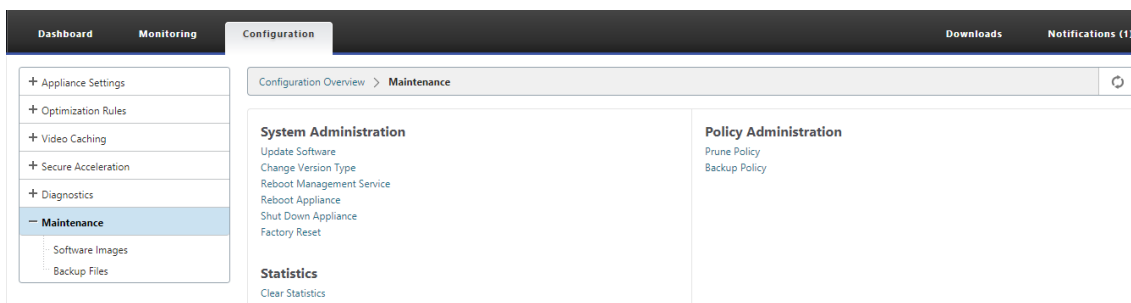 Dashboard Monitoring Configuration Downloads Notifications (1)
+ Appliance Settings
+ Optimization Rules
+ Video Caching
+ Secure Acceleration
+ Diagnostics
− Maintenance
Software Images
Backup Files
Configuration Overview > Maintenance
System Administration
Update Software
Change Version Type
Reboot Management Service
Reboot Appliance
Shut Down Appliance
Factory Reset
Statistics
Clear Statistics
Policy Administration
Prune Policy
Backup Policy